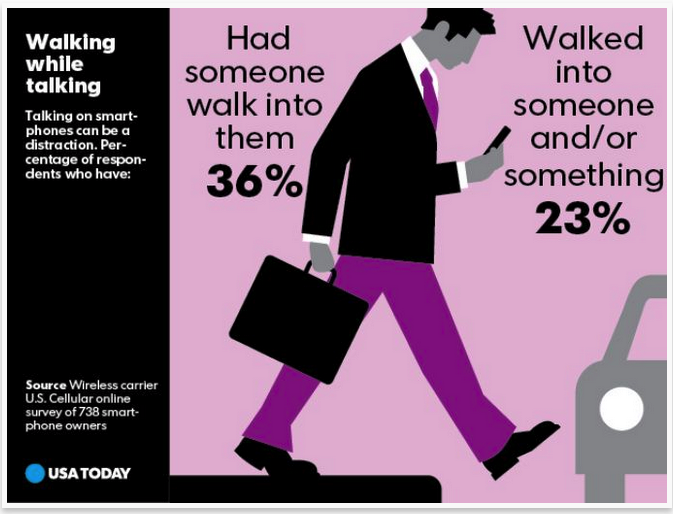 Walking
while
talking
Talking on smart-
phones can be a
distraction. Per-
centage of respon-
dents who have:
Had
someone
walk into
them
36%
Walked
into
someone
and/or
something
23%
Source Wireless carrier
U.S. Cellular online
survey of 738 smart-
phone owners
USA TODAY